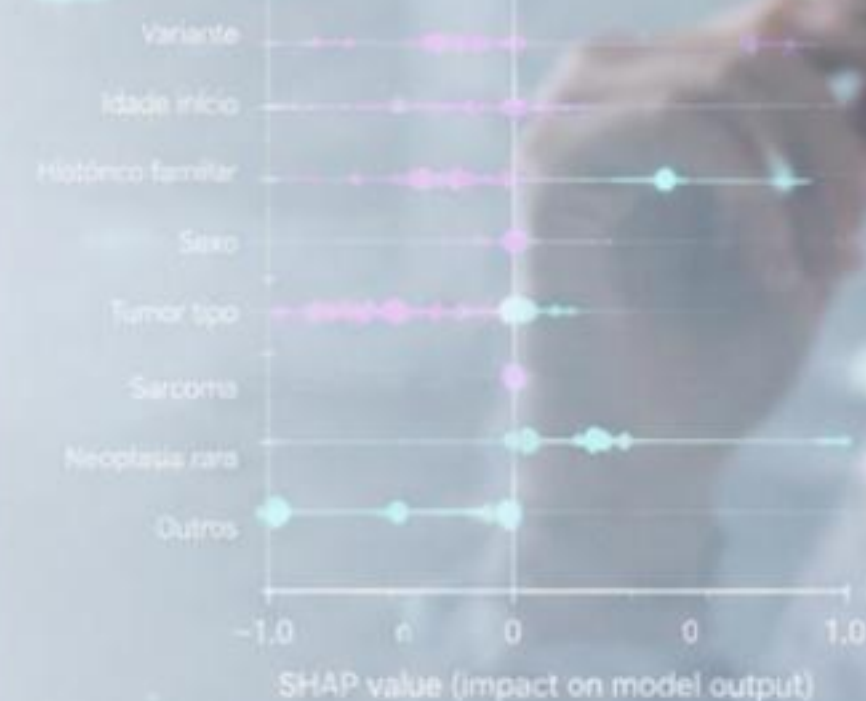 Variante
Idade início
Histórico familiar
Sexo
Tumor tipo
Sarcoma
Neoplasia rara
Outros
-1.0 0 0 1.0
SHAP value (impact on model output)